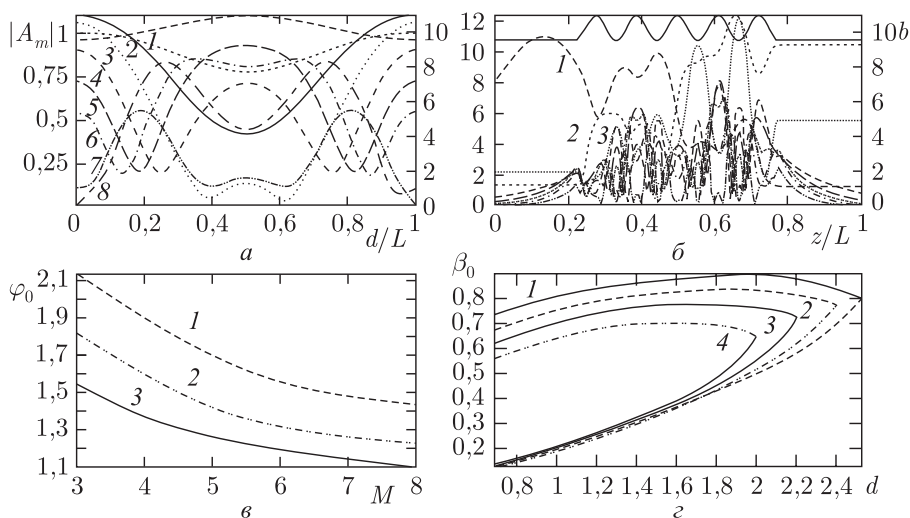 |Aₘ| 1 0,75 0,5 0,25
3 2 1 4 5 6 7 8
10 8 6 4 2 0
0 0,2 0,4 0,6 0,8 1 d/L
а
12 10 8 6 4 2 0
1 2 3
10b 8 6 4 2 0
0 0,2 0,4 0,6 0,8 1 z/L
б
φ₀ 2,1 1,9 1,7 1,5 1,3 1,1
1 2 3
3 4 5 6 7 8 M
в
β₀ 0,8 0,7 0,6 0,5 0,4 0,3 0,2
1 2 3 4
0,8 1 1,2 1,4 1,6 1,8 2 2,2 2,4 d
г